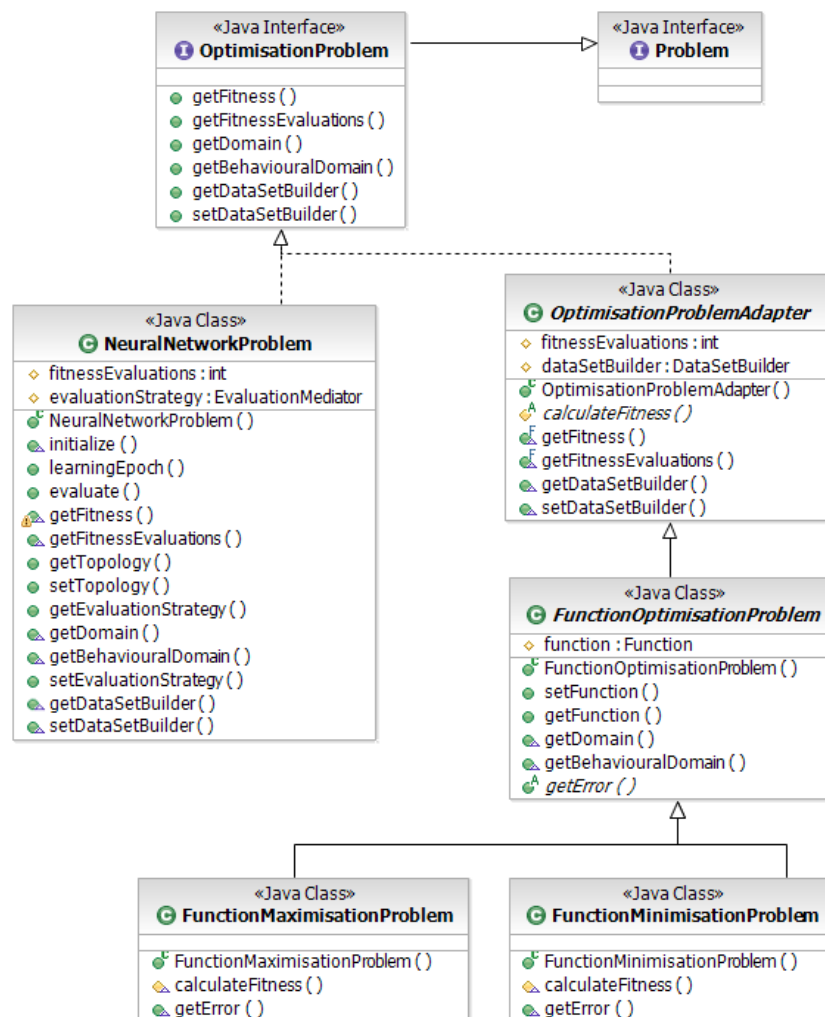 «Java Interface»
OptimisationProblem
getFitness ( )
getFitnessEvaluations ( )
getDomain ( )
getBehaviouralDomain ( )
getDataSetBuilder ( )
setDataSetBuilder ( )
«Java Interface»
Problem
«Java Class»
NeuralNetworkProblem
fitnessEvaluations : int
evaluationStrategy : EvaluationMediator
NeuralNetworkProblem ( )
initialize ( )
learningEpoch ( )
evaluate ( )
getFitness ( )
getFitnessEvaluations ( )
getTopology ( )
setTopology ( )
getEvaluationStrategy ( )
getDomain ( )
getBehaviouralDomain ( )
setEvaluationStrategy ( )
getDataSetBuilder ( )
setDataSetBuilder ( )
«Java Class»
OptimisationProblemAdapter
fitnessEvaluations : int
dataSetBuilder : DataSetBuilder
OptimisationProblemAdapter ( )
calculateFitness ( )
getFitness ( )
getFitnessEvaluations ( )
getDataSetBuilder ( )
setDataSetBuilder ( )
«Java Class»
FunctionOptimisationProblem
function : Function
FunctionOptimisationProblem ( )
setFunction ( )
getFunction ( )
getDomain ( )
getBehaviouralDomain ( )
getError ( )
«Java Class»
FunctionMaximisationProblem
FunctionMaximisationProblem ( )
calculateFitness ( )
getError ( )
«Java Class»
FunctionMinimisationProblem
FunctionMinimisationProblem ( )
calculateFitness ( )
getError ( )